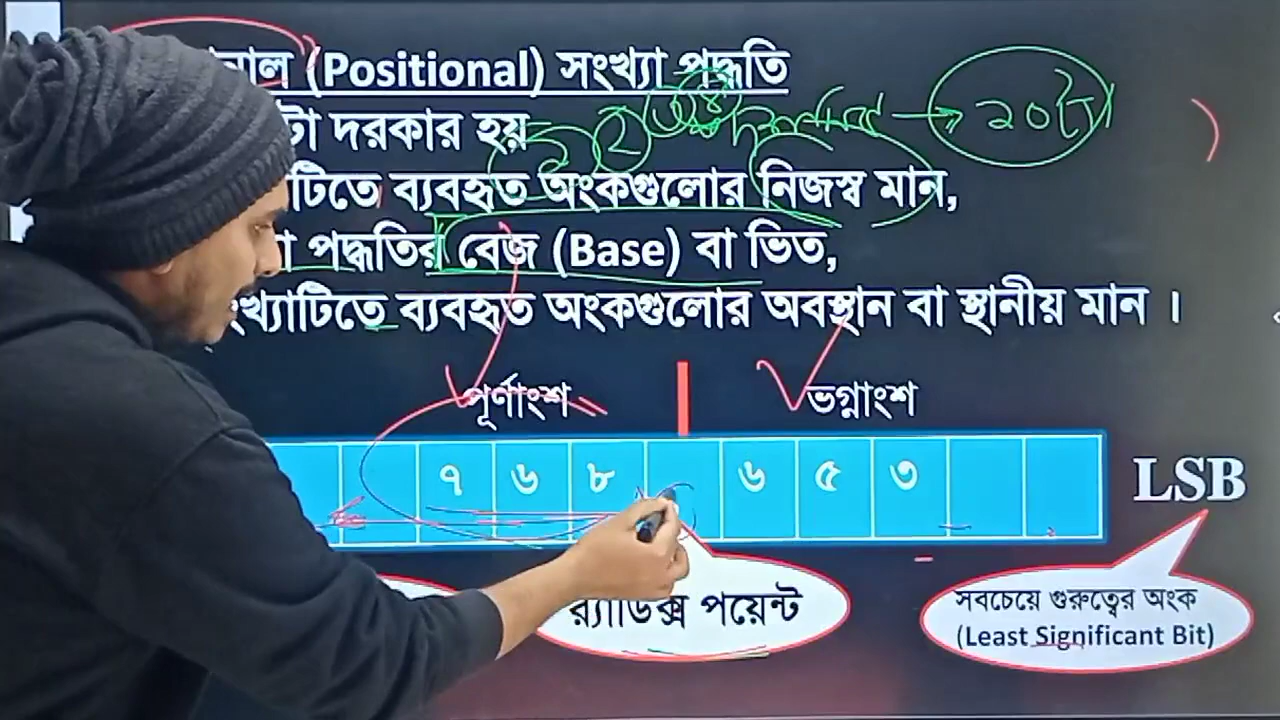 (Positional) সংখ্যা পদ্ধতি
দরকার হয়
ব্যবহৃত অংকগুলোর নিজস্ব মান,
পদ্ধতির বেজ (Base) বা ভিত,
ব্যবহৃত অংকগুলোর অবস্থান বা স্থানীয় মান ।
পূর্ণাংশ ভগ্নাংশ
৭ ৬ ৮ ৬ ৫ ৩ LSB
র‍্যাডিক্স পয়েন্ট
সবচেয়ে গুরুত্বের অংক
(Least Significant Bit)